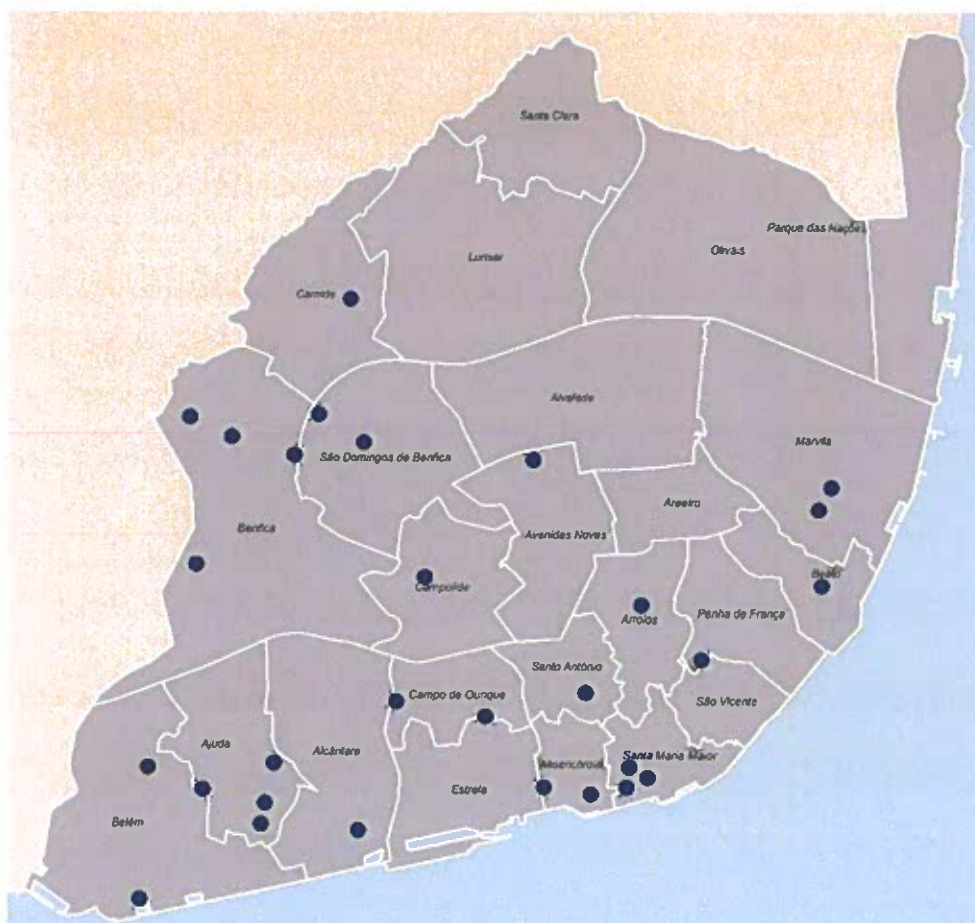 Santa Clara
Parque das Nações
Olivais
Lumiar
Carnide
Alvalade
Marvila
São Domingos de Benfica
Areeiro
Benfica
Avenidas Novas
Beato
Campolide
Arroios
Penha de França
Santo António
Campo de Ourique
São Vicente
Ajuda
Alcântara
Santa Maria Maior
Misericórdia
Estrela
Belém